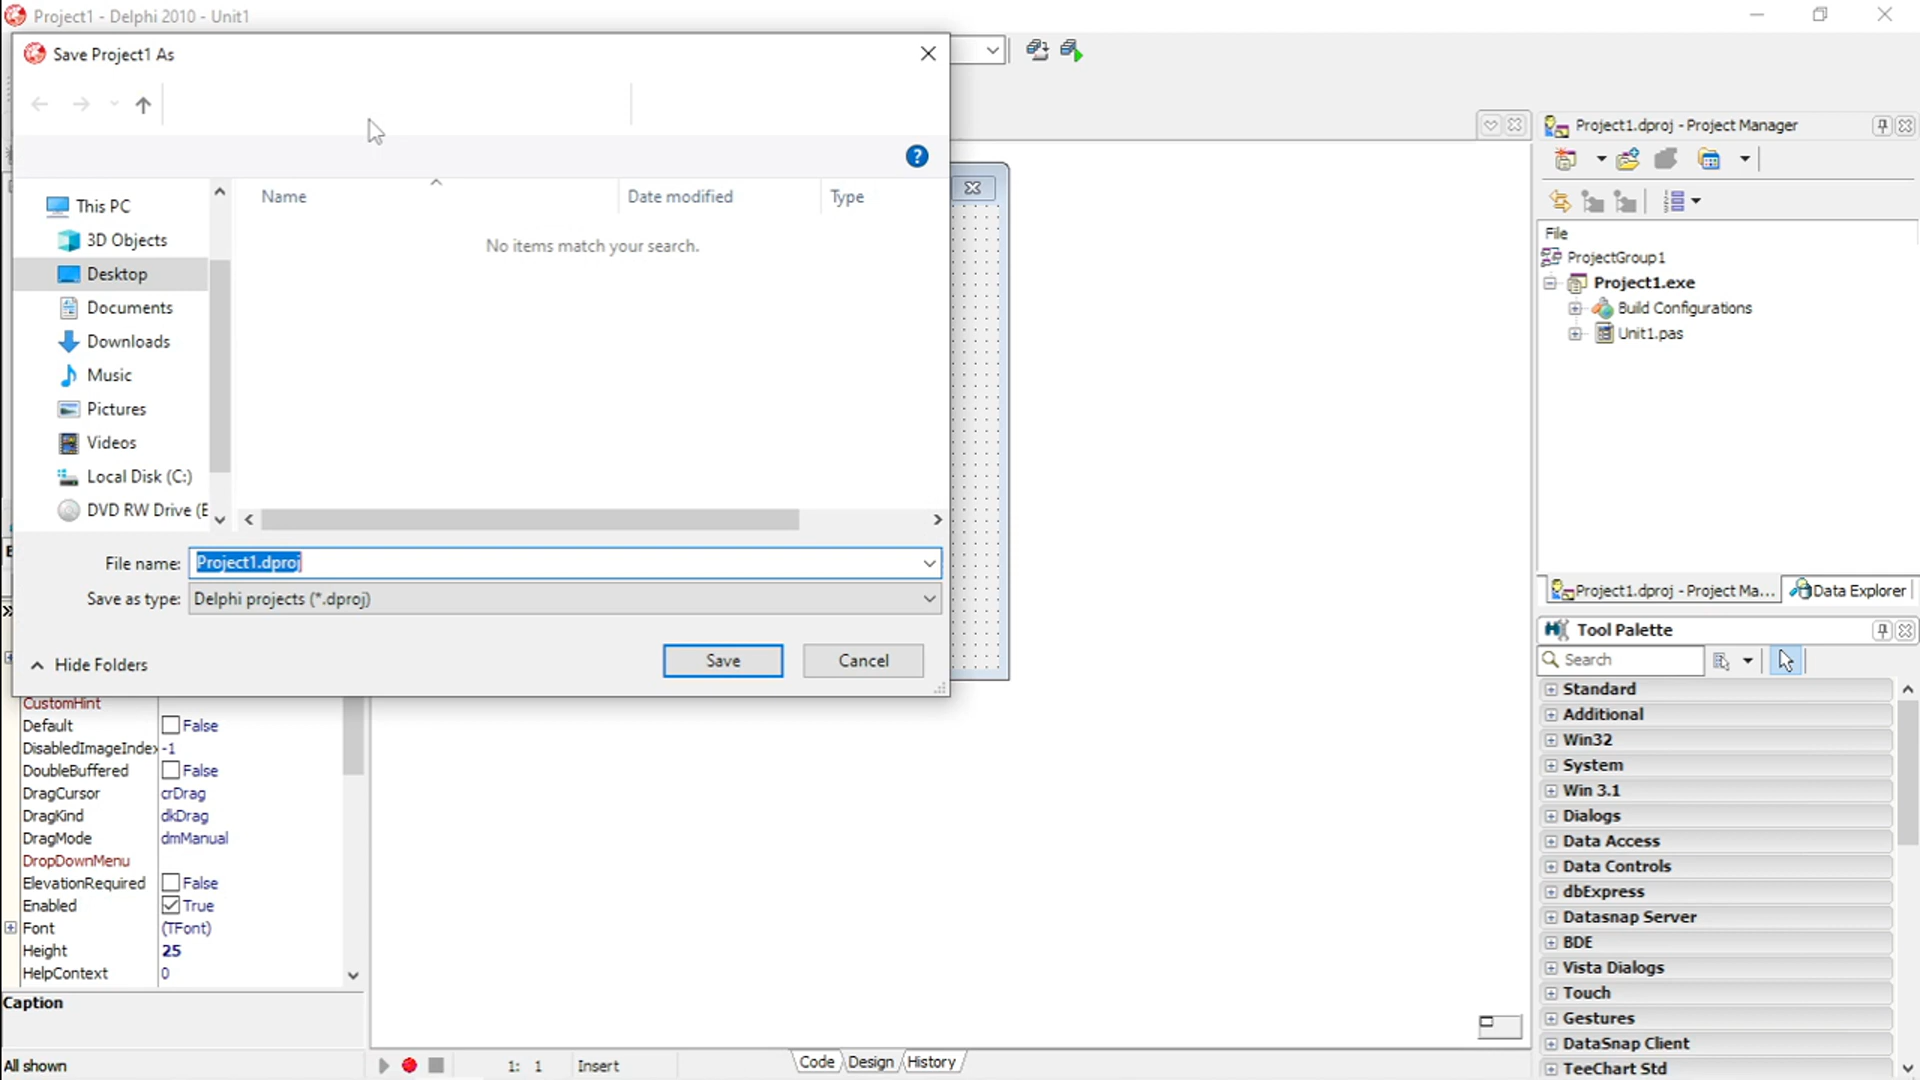 Project1 - Delphi 2010 - Unit1
Save Project1 As
Name
Date modified
Type
No items match your search.
This PC
3D Objects
Desktop
Documents
Downloads
Music
Pictures
Videos
Local Disk (C:)
DVD RW Drive (E
File name: Project1.dproj
Save as type: Delphi projects (*.dproj)
Hide Folders
Save
Cancel
CustomHint
Default False
DisabledImageIndex -1
DoubleBuffered False
DragCursor crDrag
DragKind dkDrag
DragMode dmManual
DropDownMenu
ElevationRequired False
Enabled True
Font (TFont)
Height 25
HelpContext 0
Caption
All shown
1: 1
Insert
Code
Design
History
Project1.dproj - Project Manager
File
ProjectGroup1
Project1.exe
Build Configurations
Unit1.pas
Project1.dproj - Project Ma...
Data Explorer
Tool Palette
Search
Standard
Additional
Win32
System
Win 3.1
Dialogs
Data Access
Data Controls
dbExpress
Datasnap Server
BDE
Vista Dialogs
Touch
Gestures
DataSnap Client
TeeChart Std